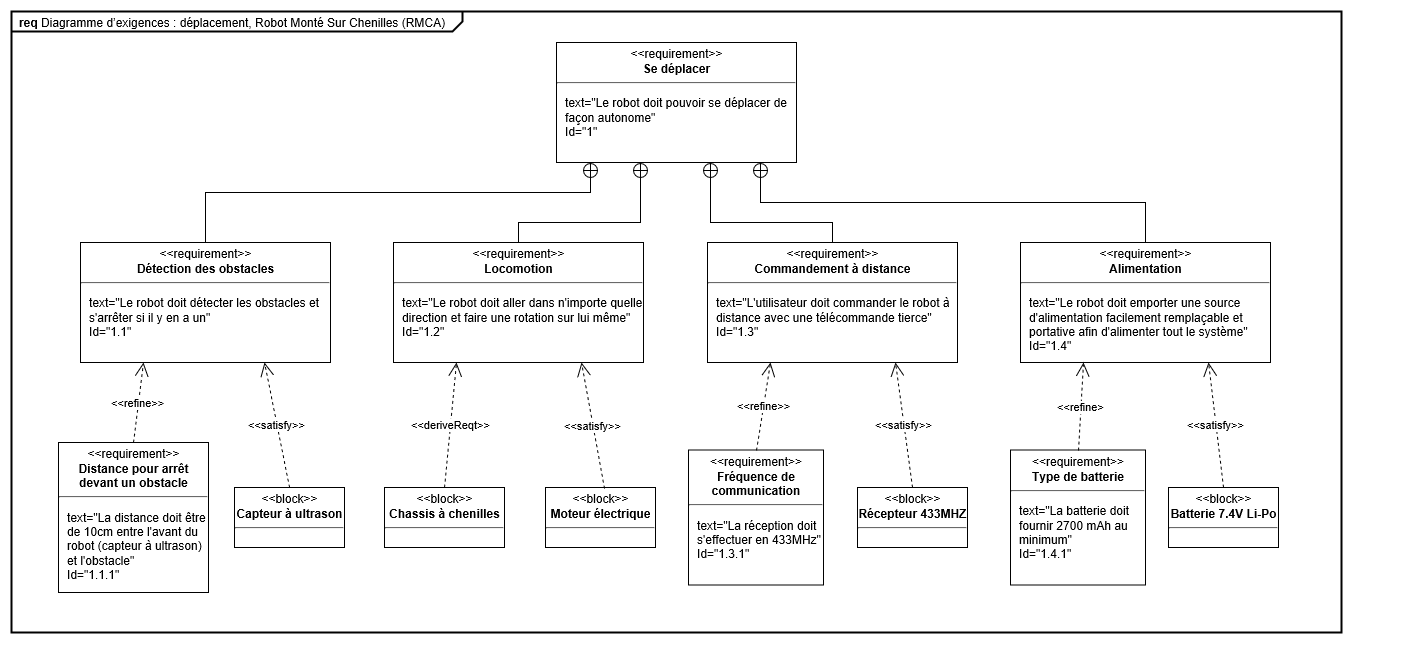 req Diagramme d'exigences : déplacement, Robot Monté Sur Chenilles (RMCA)
<<requirement>>
Se déplacer
text="Le robot doit pouvoir se déplacer de
façon autonome"
Id="1"
<<requirement>>
Détection des obstacles
text="Le robot doit détecter les obstacles et
s'arrêter si il y en a un"
Id="1.1"
<<requirement>>
Locomotion
text="Le robot doit aller dans n'importe quelle
direction et faire une rotation sur lui même"
Id="1.2"
<<requirement>>
Commandement à distance
text="L'utilisateur doit commander le robot à
distance avec une télécommande tierce"
Id="1.3"
<<requirement>>
Alimentation
text="Le robot doit emporter une source
d'alimentation facilement remplaçable et
portative afin d'alimenter tout le système"
Id="1.4"
<<refine>>
<<satisfy>>
<<deriveReqt>>
<<satisfy>>
<<refine>>
<<satisfy>>
<<refine>
<<satisfy>>
<<requirement>>
Distance pour arrêt
devant un obstacle
text="La distance doit être
de 10cm entre l'avant du
robot (capteur à ultrason)
et l'obstacle"
Id="1.1.1"
<<block>>
Capteur à ultrason
<<block>>
Chassis à chenilles
<<block>>
Moteur électrique
<<requirement>>
Fréquence de
communication
text="La réception doit
s'effectuer en 433MHz"
Id="1.3.1"
<<block>>
Récepteur 433MHZ
<<requirement>>
Type de batterie
text="La batterie doit
fournir 2700 mAh au
minimum"
Id="1.4.1"
<<block>>
Batterie 7.4V Li-Po